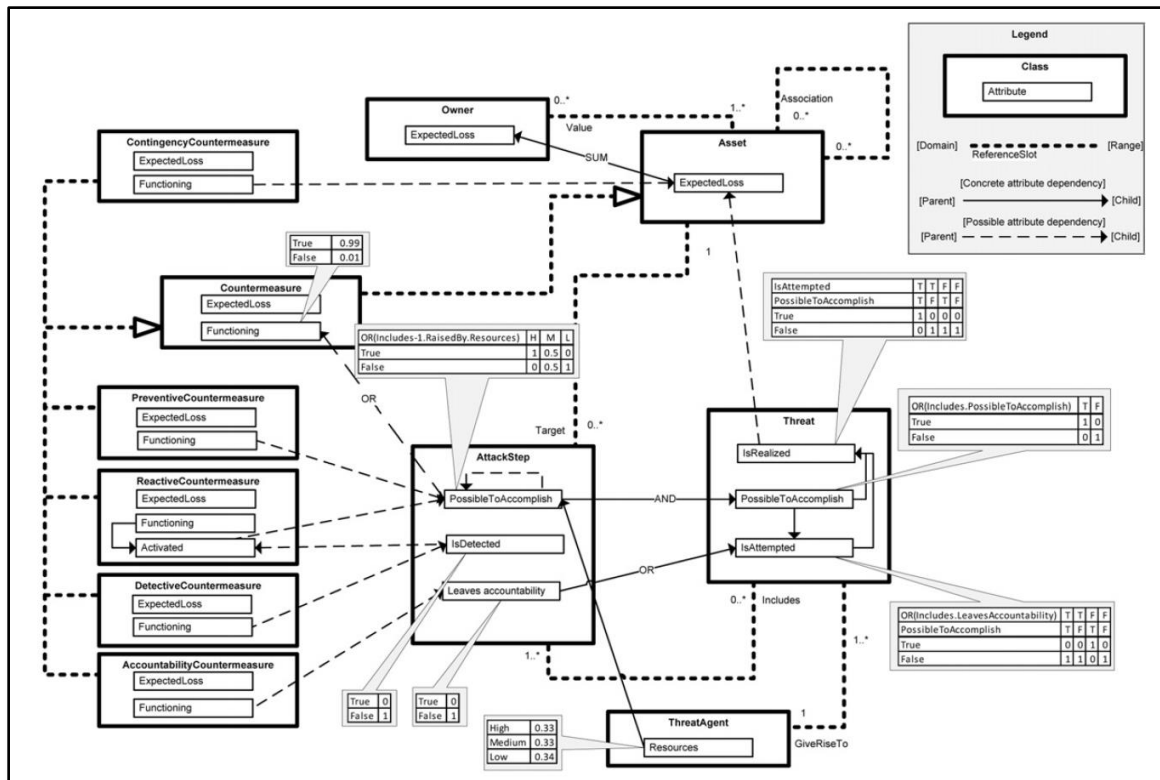 Legend
Class
Attribute
[Domain] ReferenceSlot [Range]
[Concrete attribute dependency]
[Parent] [Child]
[Possible attribute dependency]
[Parent] [Child]
Owner
ExpectedLoss
0..*
Value
1..*
Association
0..*
0..*
SUM
Asset
ExpectedLoss
1
ContingencyCountermeasure
ExpectedLoss
Functioning
True 0.99
False 0.01
Countermeasure
ExpectedLoss
Functioning
OR
IsAttempted T T F F
PossibleToAccomplish T F T F
True 1 0 0 0
False 0 1 1 1
OR(Includes-1.RaisedBy.Resources) H M L
True 1 0.5 0
False 0 0.5 1
PreventiveCountermeasure
ExpectedLoss
Functioning
OR(Includes.PossibleToAccomplish) T F
True 1 0
False 0 1
Target
0..*
AttackStep
PossibleToAccomplish
IsDetected
Leaves accountability
AND
OR
Threat
IsRealized
PossibleToAccomplish
IsAttempted
ReactiveCountermeasure
ExpectedLoss
Functioning
Activated
DetectiveCountermeasure
ExpectedLoss
Functioning
AccountabilityCountermeasure
ExpectedLoss
Functioning
0..*
Includes
1..*
1..*
OR(Includes.LeavesAccountability) T T F F
PossibleToAccomplish T F T F
True 0 0 1 0
False 1 1 0 1
True 0
False 1
True 0
False 1
High 0.33
Medium 0.33
Low 0.34
ThreatAgent
Resources
1
GiveRiseTo